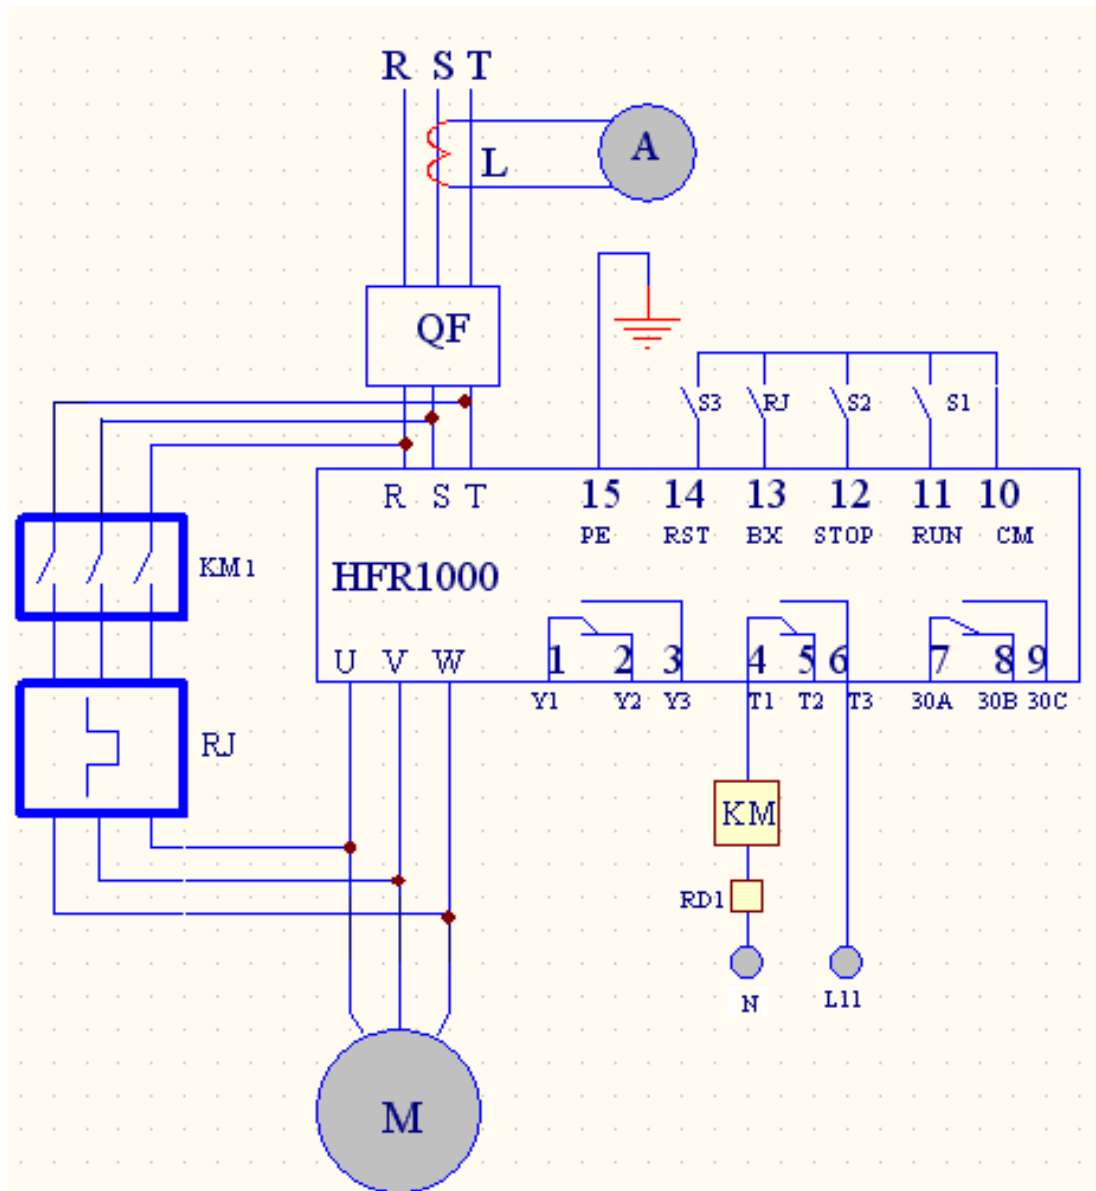 R S T
A
L
QF
S3 RJ S2 S1
R S T 15 14 13 12 11 10
PE RST BX STOP RUN CM
KM1
HFR1000
U V W 1 2 3 4 5 6 7 8 9
Y1 Y2 Y3 T1 T2 T3 30A 30B 30C
RJ
KM
RD1
N L11
M